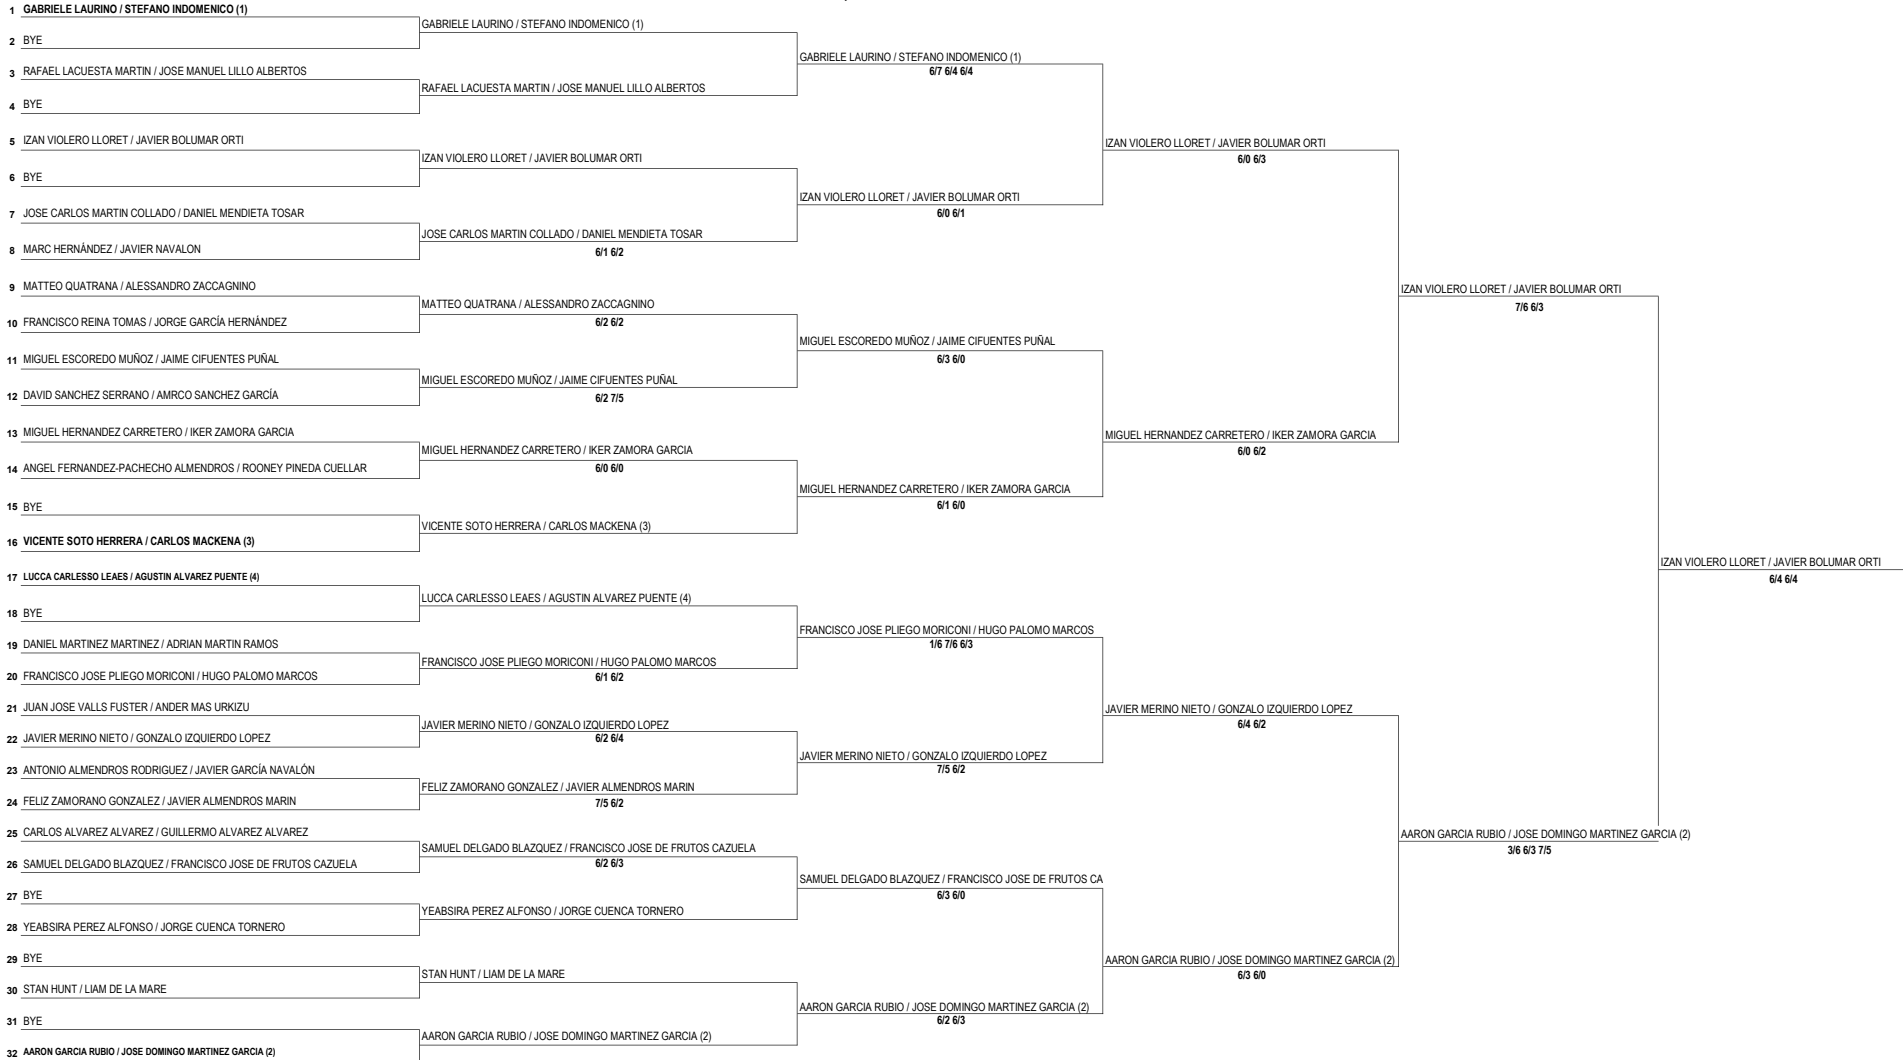 1 GABRIELE LAURINO / STEFANO INDOMENICO (1)
2 BYE
3 RAFAEL LACUESTA MARTIN / JOSE MANUEL LILLO ALBERTOS
4 BYE
5 IZAN VIOLERO LLORET / JAVIER BOLUMAR ORTI
6 BYE
7 JOSE CARLOS MARTIN COLLADO / DANIEL MENDIETA TOSAR
8 MARC HERNÁNDEZ / JAVIER NAVALON
9 MATTEO QUATRANA / ALESSANDRO ZACCAGNINO
10 FRANCISCO REINA TOMAS / JORGE GARCÍA HERNÁNDEZ
11 MIGUEL ESCOREDO MUÑOZ / JAIME CIFUENTES PUÑAL
12 DAVID SANCHEZ SERRANO / AMRCO SANCHEZ GARCÍA
13 MIGUEL HERNANDEZ CARRETERO / IKER ZAMORA GARCIA
14 ANGEL FERNANDEZ-PACHECHO ALMENDROS / ROONEY PINEDA CUELLAR
15 BYE
16 VICENTE SOTO HERRERA / CARLOS MACKENA (3)
17 LUCCA CARLESSO LEAES / AGUSTIN ALVAREZ PUENTE (4)
18 BYE
19 DANIEL MARTINEZ MARTINEZ / ADRIAN MARTIN RAMOS
20 FRANCISCO JOSE PLIEGO MORICONI / HUGO PALOMO MARCOS
21 JUAN JOSE VALLS FUSTER / ANDER MAS URKIZU
22 JAVIER MERINO NIETO / GONZALO IZQUIERDO LOPEZ
23 ANTONIO ALMENDROS RODRIGUEZ / JAVIER GARCÍA NAVALÓN
24 FELIZ ZAMORANO GONZALEZ / JAVIER ALMENDROS MARIN
25 CARLOS ALVAREZ ALVAREZ / GUILLERMO ALVAREZ ALVAREZ
26 SAMUEL DELGADO BLAZQUEZ / FRANCISCO JOSE DE FRUTOS CAZUELA
27 BYE
28 YEABSIRA PEREZ ALFONSO / JORGE CUENCA TORNERO
29 BYE
30 STAN HUNT / LIAM DE LA MARE
31 BYE
32 AARON GARCIA RUBIO / JOSE DOMINGO MARTINEZ GARCIA (2)
GABRIELE LAURINO / STEFANO INDOMENICO (1)
RAFAEL LACUESTA MARTIN / JOSE MANUEL LILLO ALBERTOS
IZAN VIOLERO LLORET / JAVIER BOLUMAR ORTI
JOSE CARLOS MARTIN COLLADO / DANIEL MENDIETA TOSAR
6/1 6/2
MATTEO QUATRANA / ALESSANDRO ZACCAGNINO
6/2 6/2
MIGUEL ESCOREDO MUÑOZ / JAIME CIFUENTES PUÑAL
6/2 7/5
MIGUEL HERNANDEZ CARRETERO / IKER ZAMORA GARCIA
6/0 6/0
VICENTE SOTO HERRERA / CARLOS MACKENA (3)
LUCCA CARLESSO LEAES / AGUSTIN ALVAREZ PUENTE (4)
FRANCISCO JOSE PLIEGO MORICONI / HUGO PALOMO MARCOS
6/1 6/2
JAVIER MERINO NIETO / GONZALO IZQUIERDO LOPEZ
6/2 6/4
FELIZ ZAMORANO GONZALEZ / JAVIER ALMENDROS MARIN
7/5 6/2
SAMUEL DELGADO BLAZQUEZ / FRANCISCO JOSE DE FRUTOS CAZUELA
6/2 6/3
YEABSIRA PEREZ ALFONSO / JORGE CUENCA TORNERO
STAN HUNT / LIAM DE LA MARE
AARON GARCIA RUBIO / JOSE DOMINGO MARTINEZ GARCIA (2)
GABRIELE LAURINO / STEFANO INDOMENICO (1)
6/7 6/4 6/4
IZAN VIOLERO LLORET / JAVIER BOLUMAR ORTI
6/0 6/1
MIGUEL ESCOREDO MUÑOZ / JAIME CIFUENTES PUÑAL
6/3 6/0
MIGUEL HERNANDEZ CARRETERO / IKER ZAMORA GARCIA
6/1 6/0
FRANCISCO JOSE PLIEGO MORICONI / HUGO PALOMO MARCOS
1/6 7/6 6/3
JAVIER MERINO NIETO / GONZALO IZQUIERDO LOPEZ
7/5 6/2
SAMUEL DELGADO BLAZQUEZ / FRANCISCO JOSE DE FRUTOS CA
6/3 6/0
AARON GARCIA RUBIO / JOSE DOMINGO MARTINEZ GARCIA (2)
6/2 6/3
IZAN VIOLERO LLORET / JAVIER BOLUMAR ORTI
6/0 6/3
MIGUEL HERNANDEZ CARRETERO / IKER ZAMORA GARCIA
6/0 6/2
JAVIER MERINO NIETO / GONZALO IZQUIERDO LOPEZ
6/4 6/2
AARON GARCIA RUBIO / JOSE DOMINGO MARTINEZ GARCIA (2)
6/3 6/0
IZAN VIOLERO LLORET / JAVIER BOLUMAR ORTI
7/6 6/3
AARON GARCIA RUBIO / JOSE DOMINGO MARTINEZ GARCIA (2)
3/6 6/3 7/5
IZAN VIOLERO LLORET / JAVIER BOLUMAR ORTI
6/4 6/4